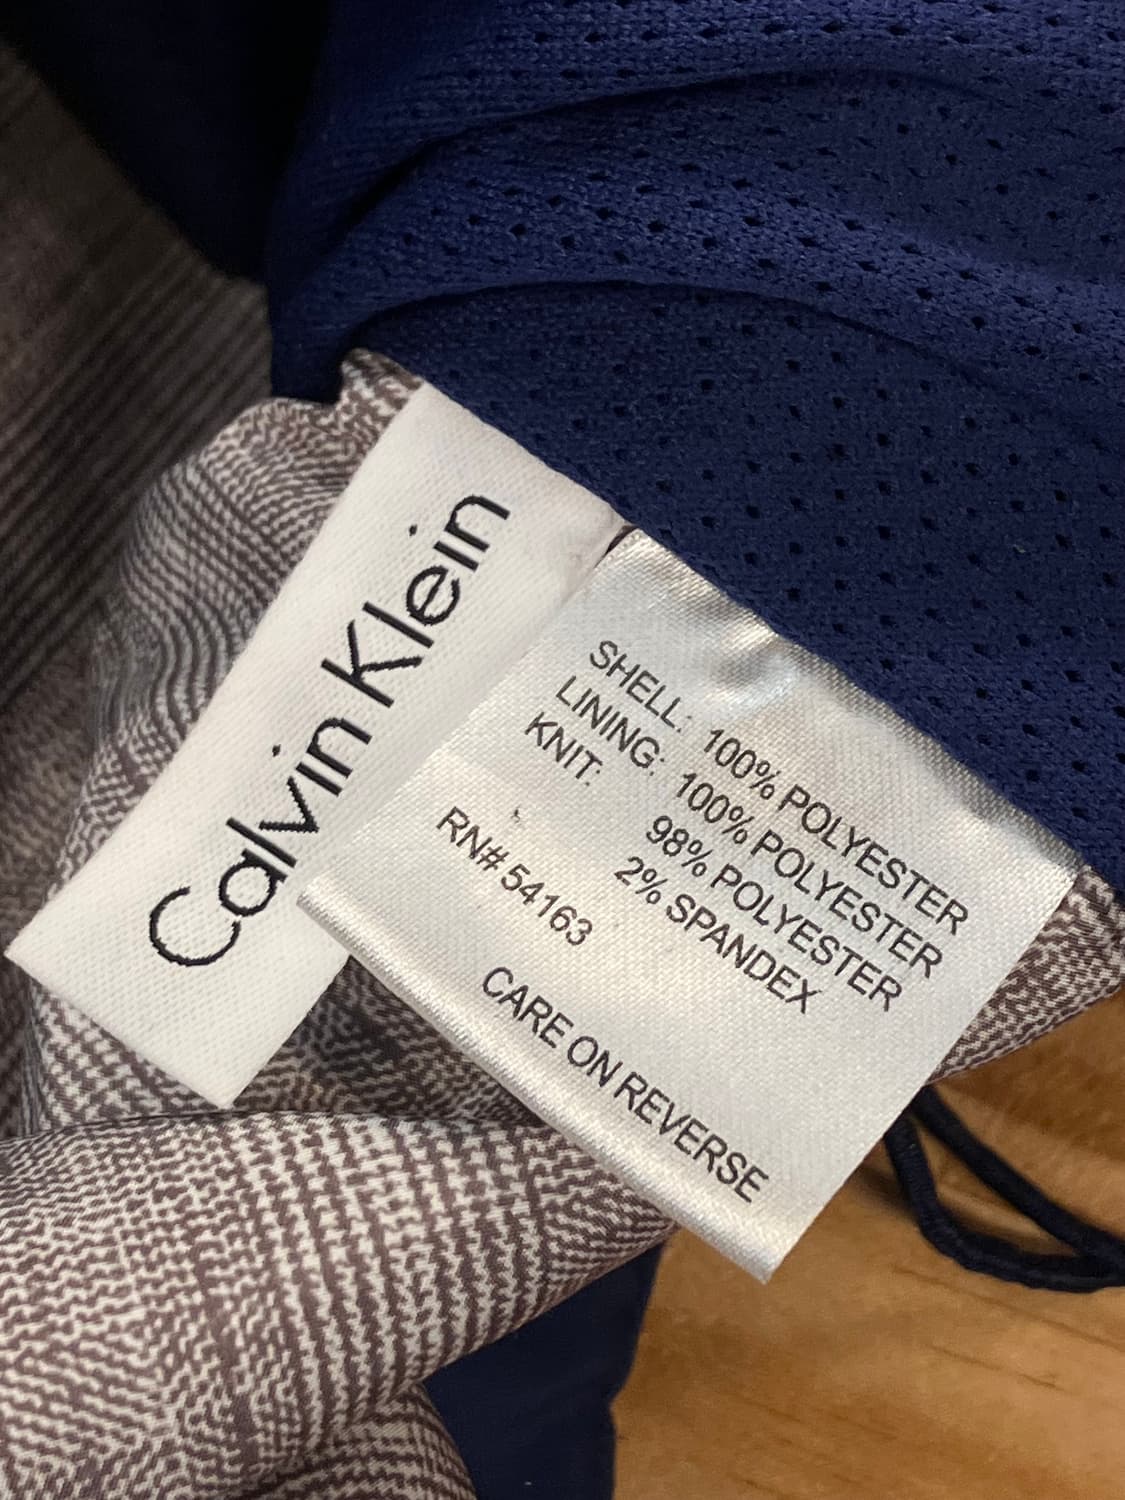 Calvin Klein
SHELL: 100% POLYESTER
LINING: 100% POLYESTER
KNIT: 98% POLYESTER
2% SPANDEX
RN# 54163
CARE ON REVERSE